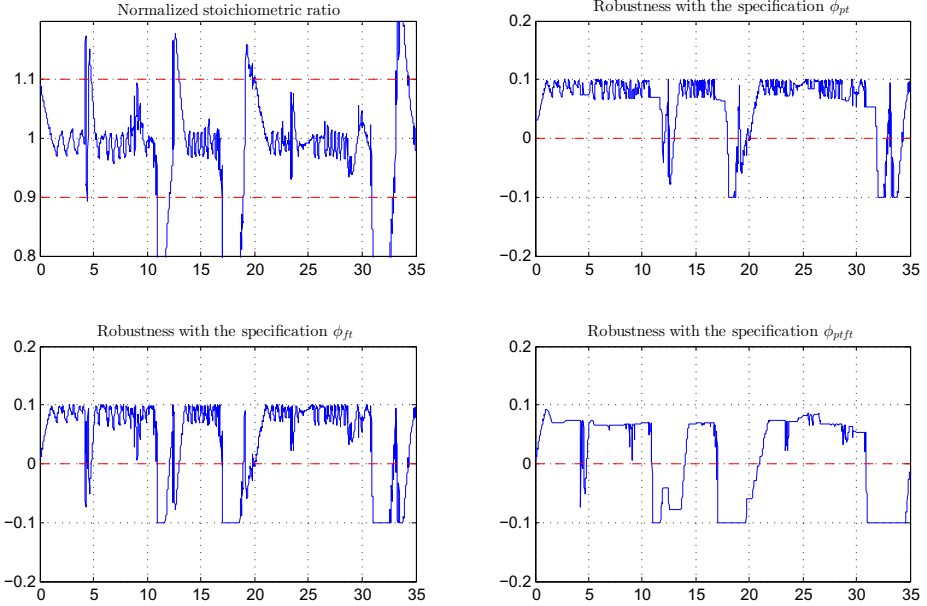 Normalized stoichiometric ratio
1.1
1
0.9
0.8
0 5 10 15 20 25 30 35
Robustness with the specification ϕ_pt
0.2
0.1
0
−0.1
−0.2
0 5 10 15 20 25 30 35
Robustness with the specification ϕ_ft
0.2
0.1
0
−0.1
−0.2
0 5 10 15 20 25 30 35
Robustness with the specification ϕ_ptft
0.2
0.1
0
−0.1
−0.2
0 5 10 15 20 25 30 35